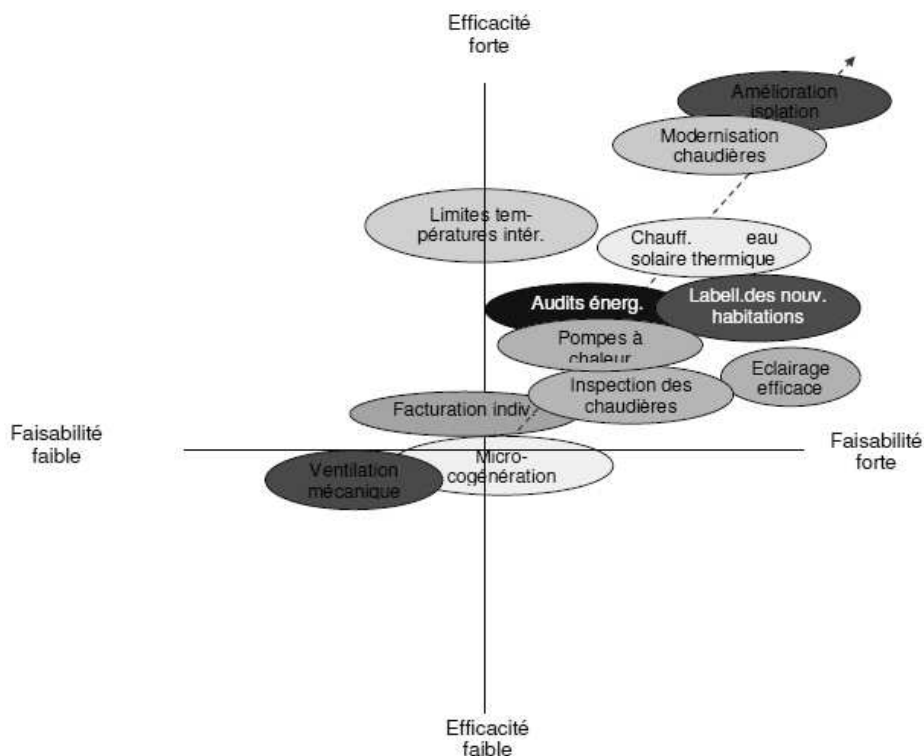 Efficacité
forte
Amélioration
isolation
Modernisation
chaudières
Limites tem-
pératures intér.
Chauff. eau
solaire thermique
Audits énerg.
Labell.des nouv.
habitations
Pompes à
chaleur
Eclairage
efficace
Inspection des
chaudières
Facturation indiv
Faisabilité
faible
Faisabilité
forte
Micro-
cogénération
Ventilation
mécanique
Efficacité
faible